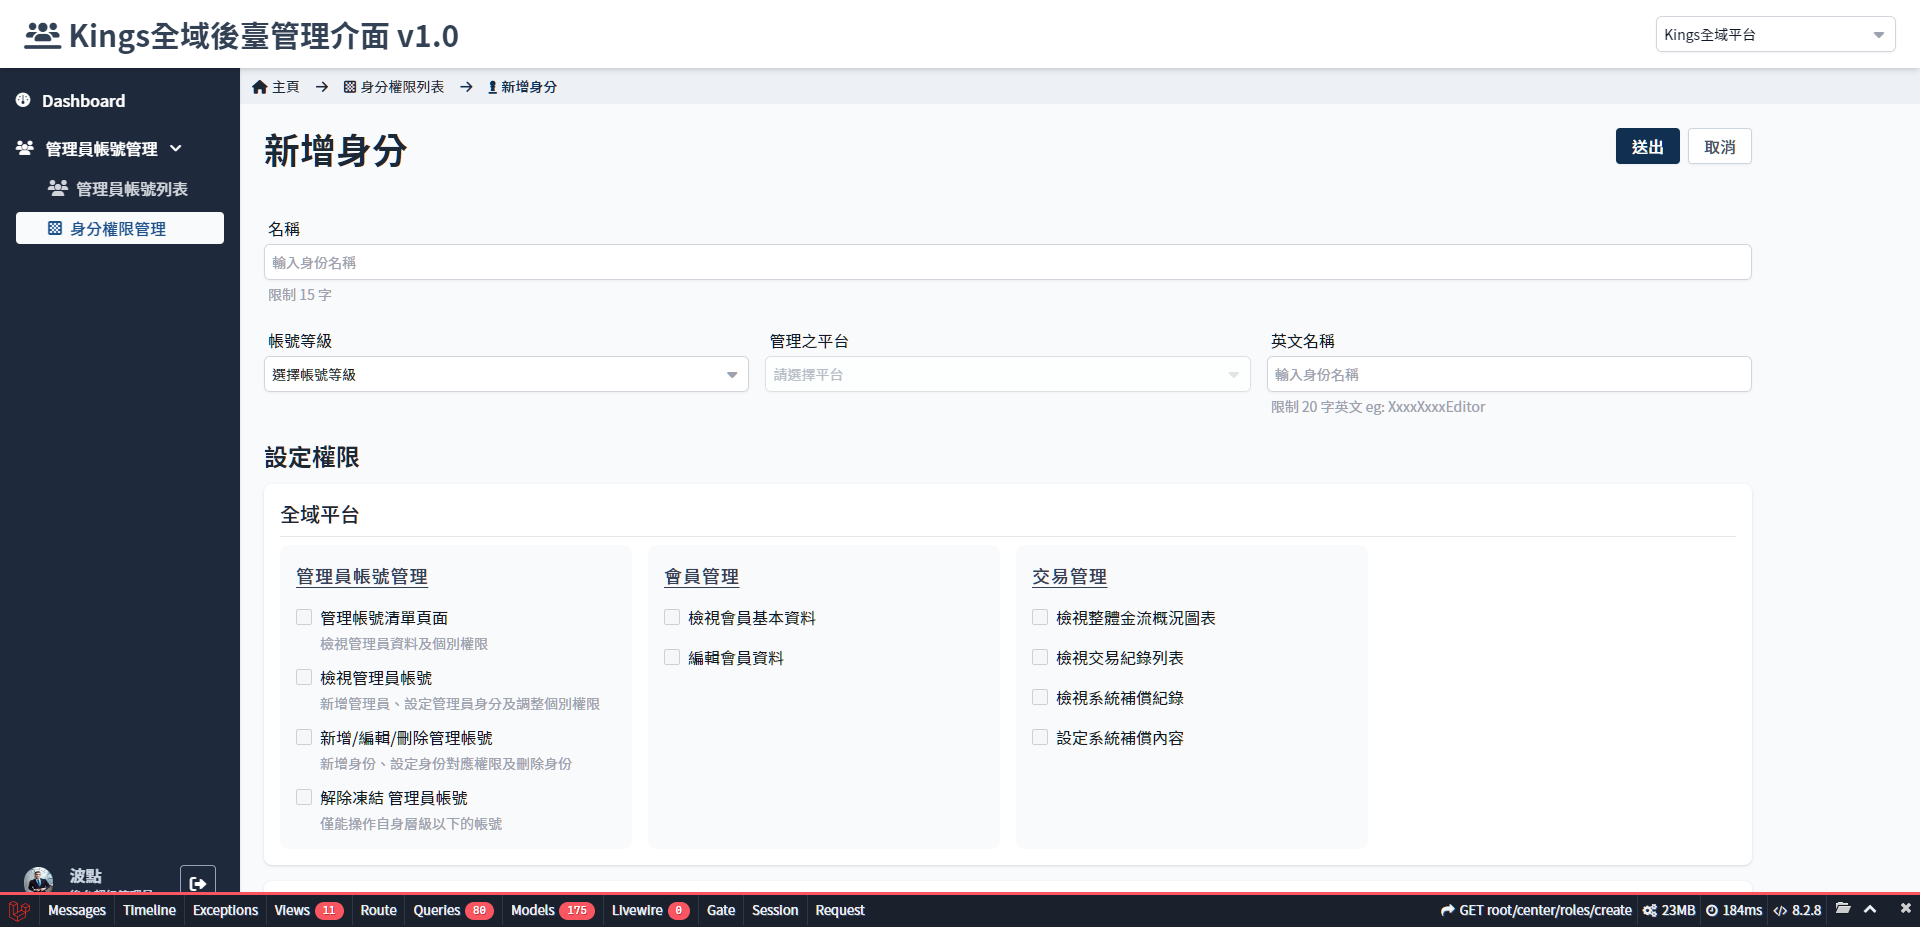 Kings全域後臺管理介面 v1.0
Kings全域平台
Dashboard
管理員帳號管理
管理員帳號列表
身分權限管理
主頁 → 身分權限列表 → 新增身分
新增身分
送出
取消
名稱
輸入身份名稱
限制 15 字
帳號等級
選擇帳號等級
管理之平台
請選擇平台
英文名稱
輸入身份名稱
限制 20 字英文 eg: XxxxXxxxEditor
設定權限
全域平台
管理員帳號管理
管理帳號清單頁面
檢視管理員資料及個別權限
檢視管理員帳號
新增管理員、設定管理員身分及調整個別權限
新增/編輯/刪除管理帳號
新增身份、設定身份對應權限及刪除身份
解除凍結 管理員帳號
僅能操作自身層級以下的帳號
會員管理
檢視會員基本資料
編輯會員資料
交易管理
檢視整體金流概況圖表
檢視交易紀錄列表
檢視系統補償紀錄
設定系統補償內容
波點
Messages Timeline Exceptions Views 11 Route Queries 80 Models 175 Livewire 0 Gate Session Request
GET root/center/roles/create 23MB 184ms 8.2.8